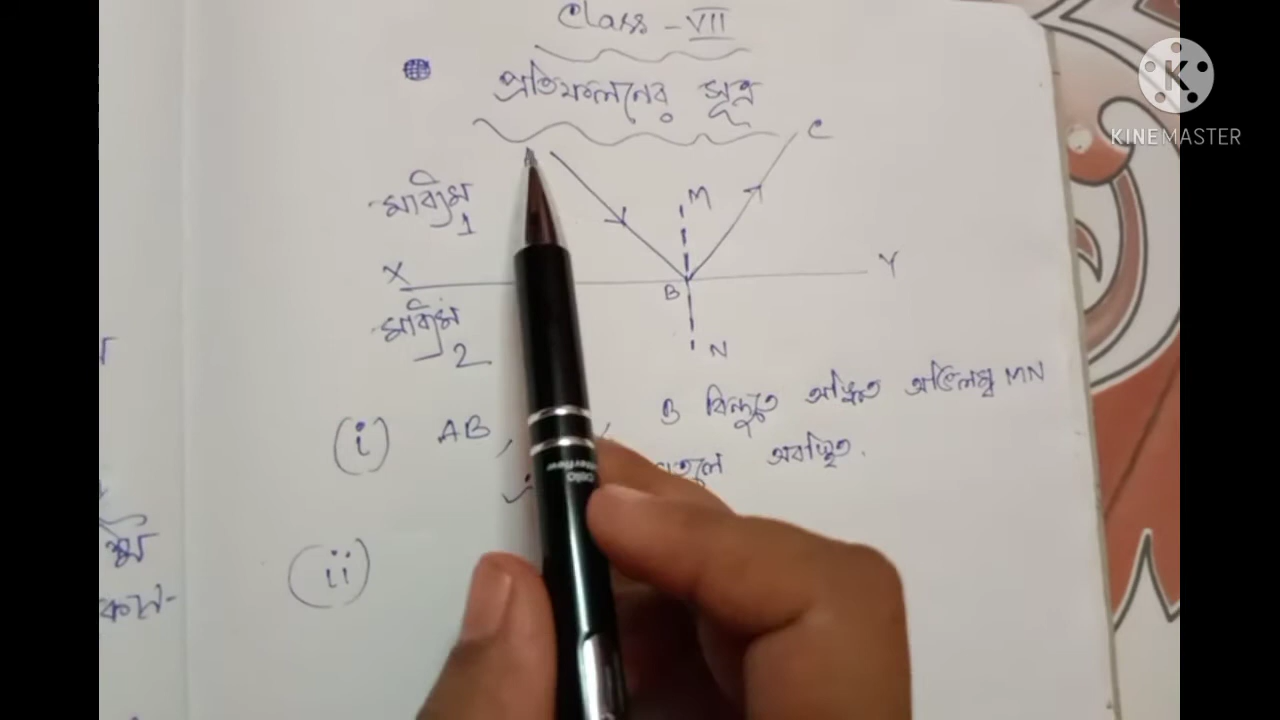 Class - VII
প্রতিফলনের সূত্র
C
মাধ্যম
1
M
X
Y
B
মাধ্যম
2
N
(i) AB, ও বিন্দুতে অঙ্কিত অভিলম্ব MN
অবস্থিত.
(ii)
KINEMASTER